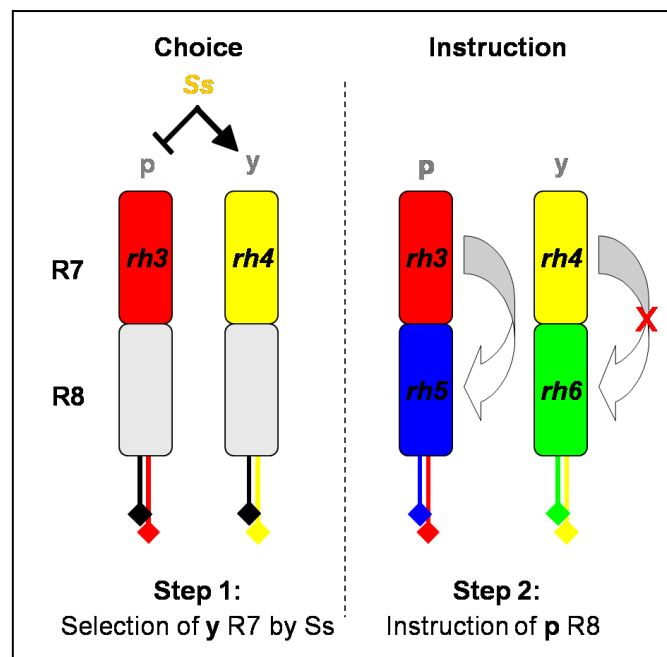 Choice
Instruction
Ss
p
y
p
y
R7
rh3
rh4
rh3
rh4
X
R8
rh5
rh6
Step 1:
Selection of y R7 by Ss
Step 2:
Instruction of p R8